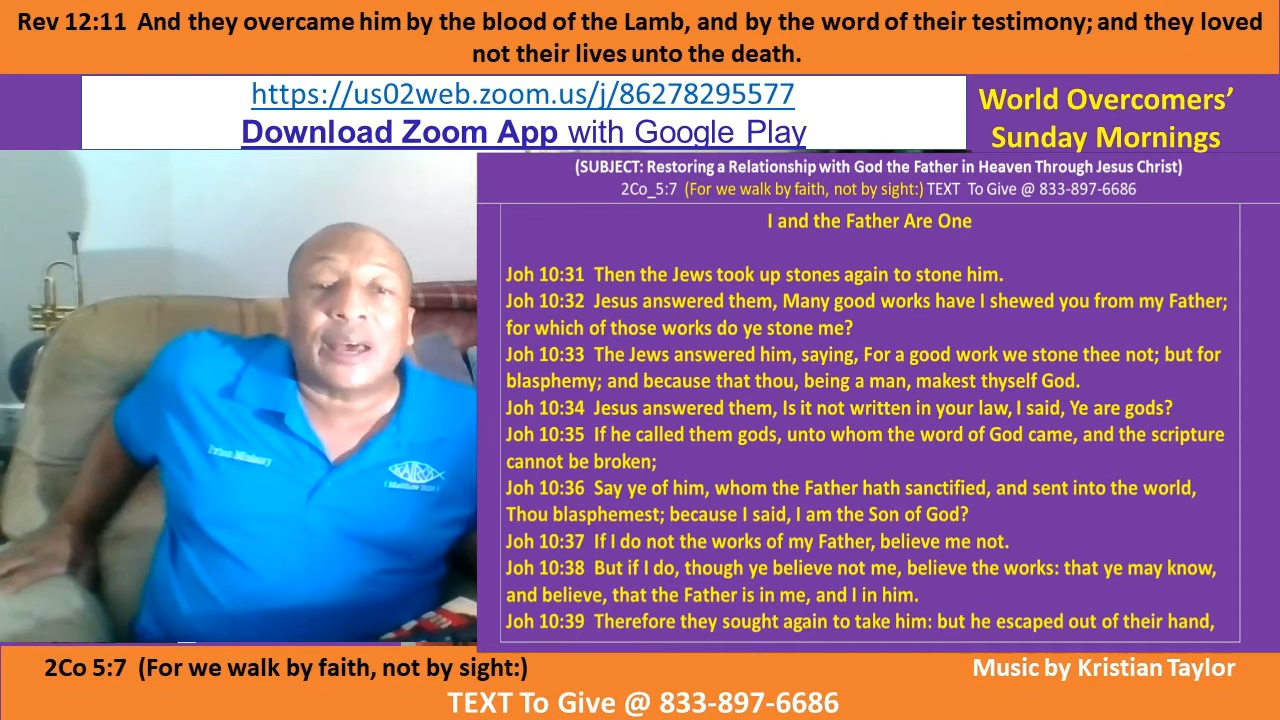 Rev 12:11 And they overcame him by the blood of the Lamb, and by the word of their testimony; and they loved
not their lives unto the death.
https://us02web.zoom.us/j/86278295577
Download Zoom App with Google Play
World Overcomers’
Sunday Mornings
(SUBJECT: Restoring a Relationship with God the Father in Heaven Through Jesus Christ)
2Co_5:7 (For we walk by faith, not by sight:) TEXT To Give @ 833-897-6686
I and the Father Are One
Joh 10:31 Then the Jews took up stones again to stone him.
Joh 10:32 Jesus answered them, Many good works have I shewed you from my Father;
for which of those works do ye stone me?
Joh 10:33 The Jews answered him, saying, For a good work we stone thee not; but for
blasphemy; and because that thou, being a man, makest thyself God.
Joh 10:34 Jesus answered them, Is it not written in your law, I said, Ye are gods?
Joh 10:35 If he called them gods, unto whom the word of God came, and the scripture
cannot be broken;
Joh 10:36 Say ye of him, whom the Father hath sanctified, and sent into the world,
Thou blasphemest; because I said, I am the Son of God?
Joh 10:37 If I do not the works of my Father, believe me not.
Joh 10:38 But if I do, though ye believe not me, believe the works: that ye may know,
and believe, that the Father is in me, and I in him.
Joh 10:39 Therefore they sought again to take him: but he escaped out of their hand,
Prison Ministry
KAIROS
2Co 5:7 (For we walk by faith, not by sight:)
Music by Kristian Taylor
TEXT To Give @ 833-897-6686